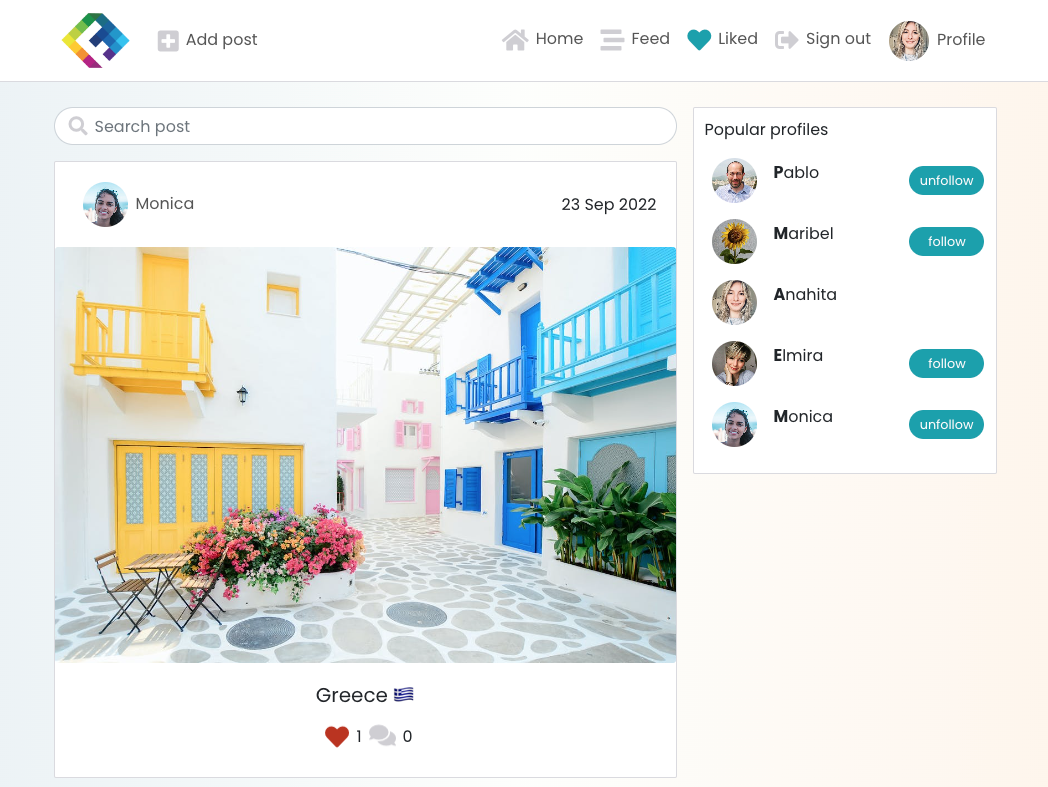 Add post
Home Feed Liked Sign out Profile
Search post
Monica 23 Sep 2022
Greece 🇬🇷
1 0
Popular profiles
Pablo unfollow
Maribel follow
Anahita
Elmira follow
Monica unfollow